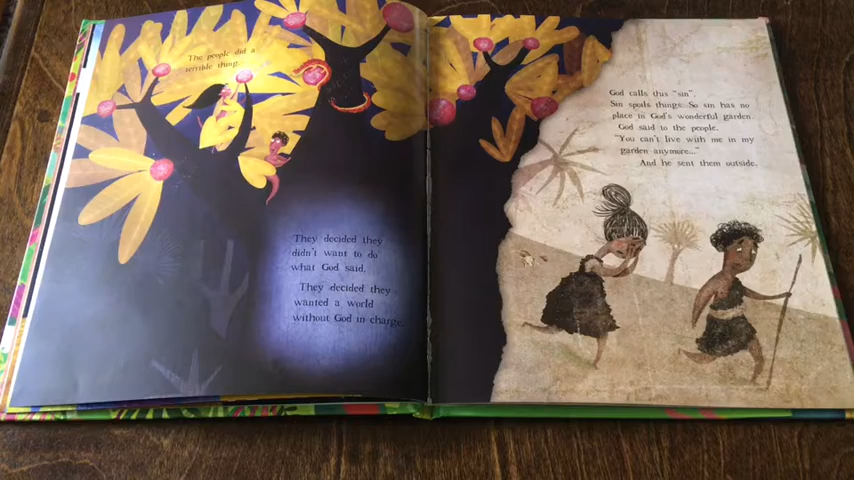 The people did a
terrible thing.
They decided they
didn't want to do
what God said.
They decided they
wanted a world
without God in charge.
God calls this "sin".
Sin spoils things. So sin has no
place in God's wonderful garden.
God said to the people,
"You can't live with me in my
garden anymore..."
And he sent them outside.